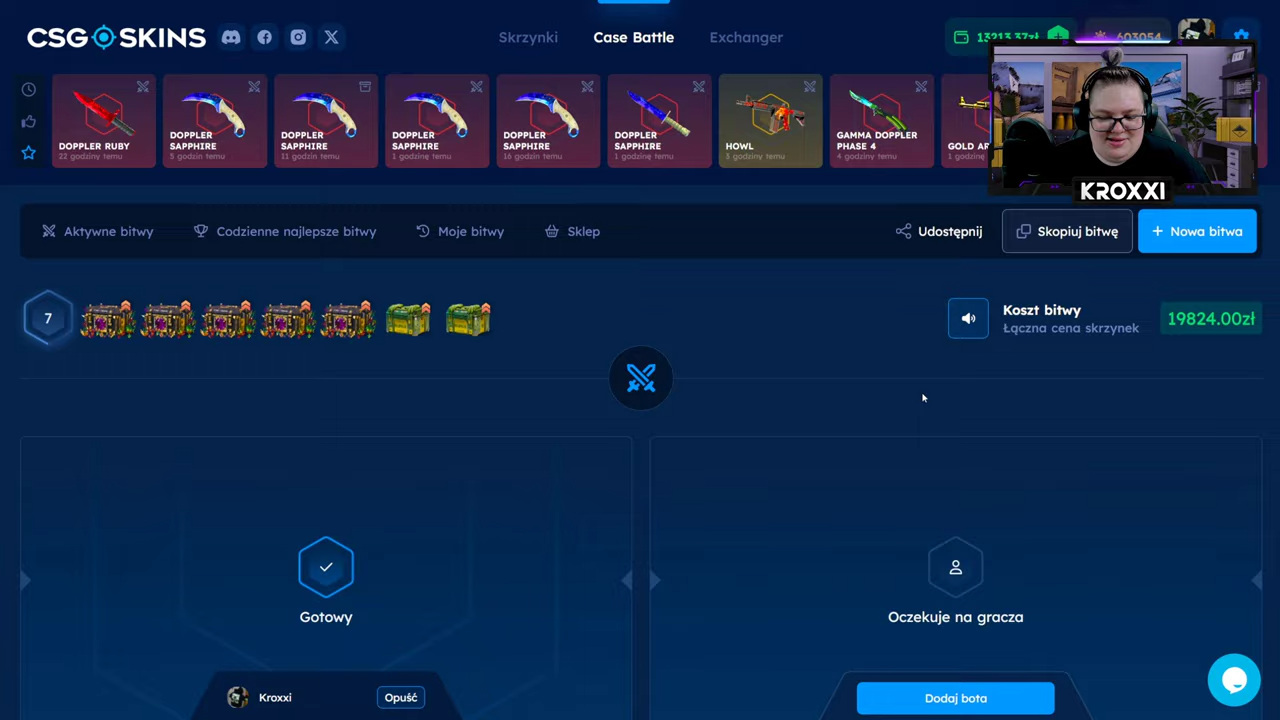 CSG SKINS
Skrzynki
Case Battle
Exchanger
13213.37zł
603054
DOPPLER RUBY
22 godziny temu
DOPPLER
SAPPHIRE
5 godzin temu
DOPPLER
SAPPHIRE
11 godzin temu
DOPPLER
SAPPHIRE
1 godzinę temu
DOPPLER
SAPPHIRE
16 godzin temu
DOPPLER
SAPPHIRE
1 godzinę temu
HOWL
3 godziny temu
GAMMA DOPPLER
PHASE 4
4 godziny temu
GOLD AR
KROXXI
Aktywne bitwy
Codzienne najlepsze bitwy
Moje bitwy
Sklep
Udostępnij
Skopiuj bitwę
+ Nowa bitwa
7
Koszt bitwy
Łączna cena skrzynek
19824.00zł
Gotowy
Oczekuje na gracza
Kroxxi
Opuść
Dodaj bota